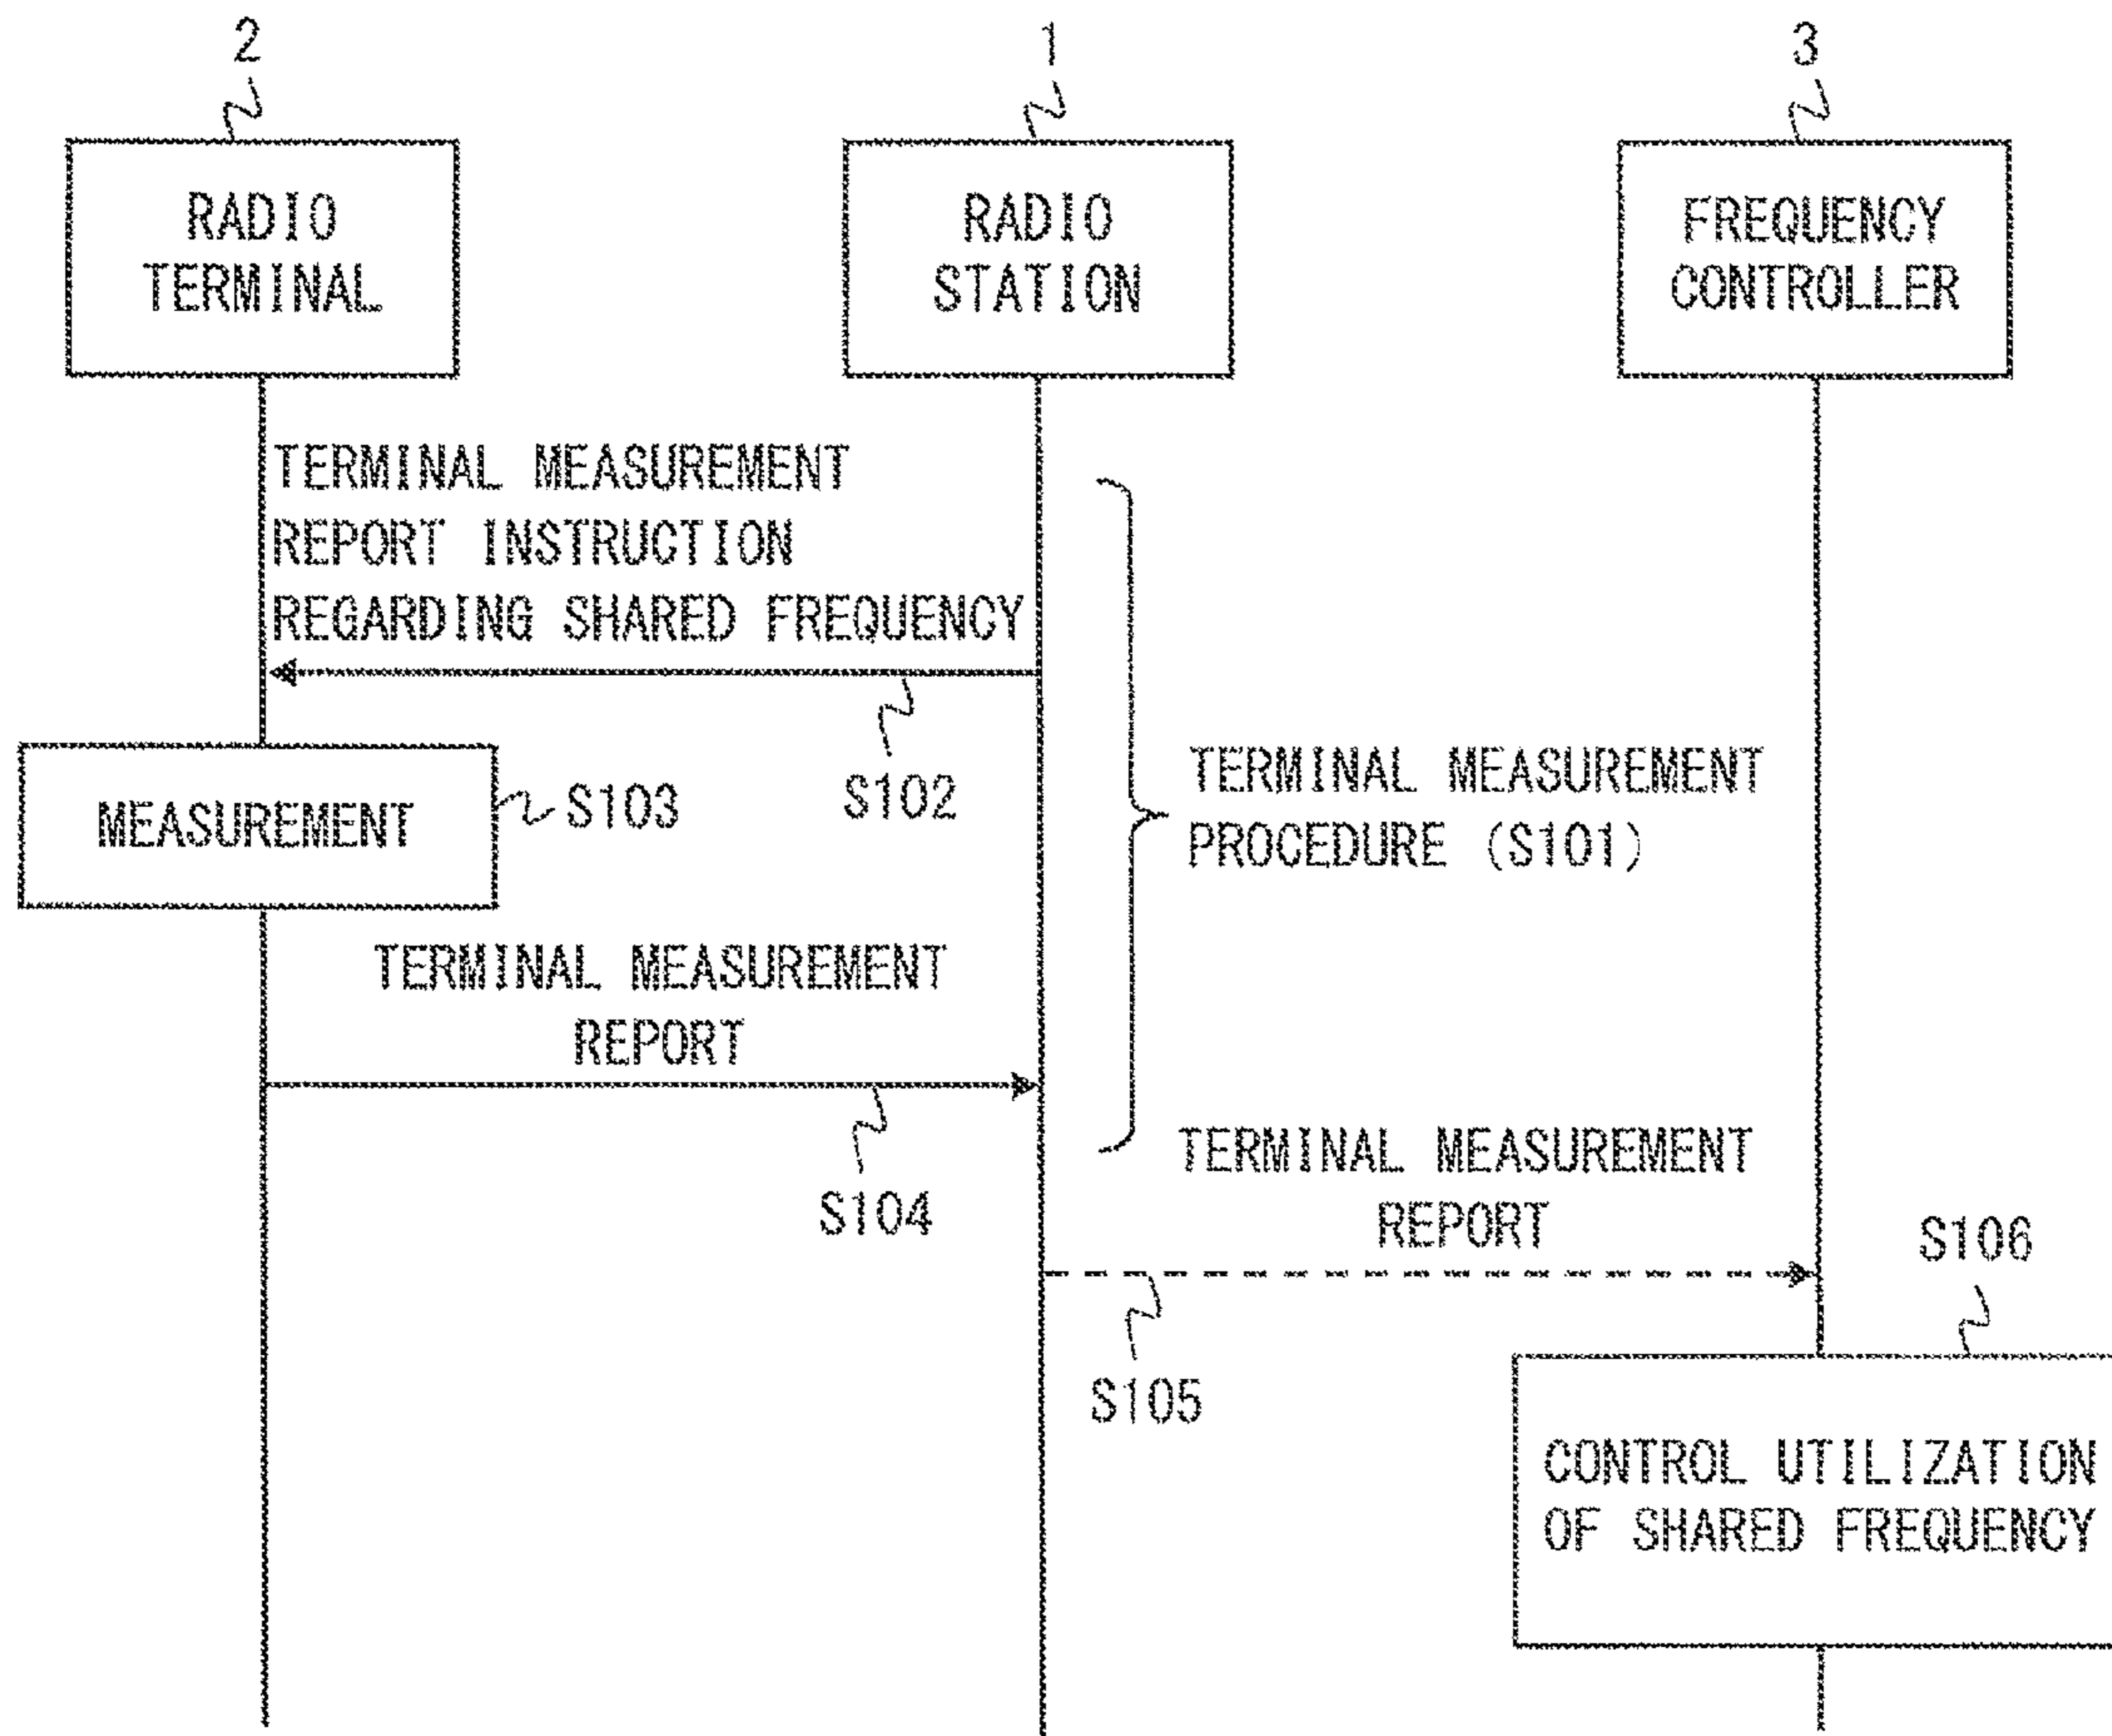 2
1
3
RADIO
TERMINAL
RADIO
STATION
FREQUENCY
CONTROLLER
TERMINAL MEASUREMENT
REPORT INSTRUCTION
REGARDING SHARED FREQUENCY
S102
MEASUREMENT
S103
TERMINAL MEASUREMENT
PROCEDURE (S101)
TERMINAL MEASUREMENT
REPORT
S104
TERMINAL MEASUREMENT
REPORT
S105
S106
CONTROL UTILIZATION
OF SHARED FREQUENCY